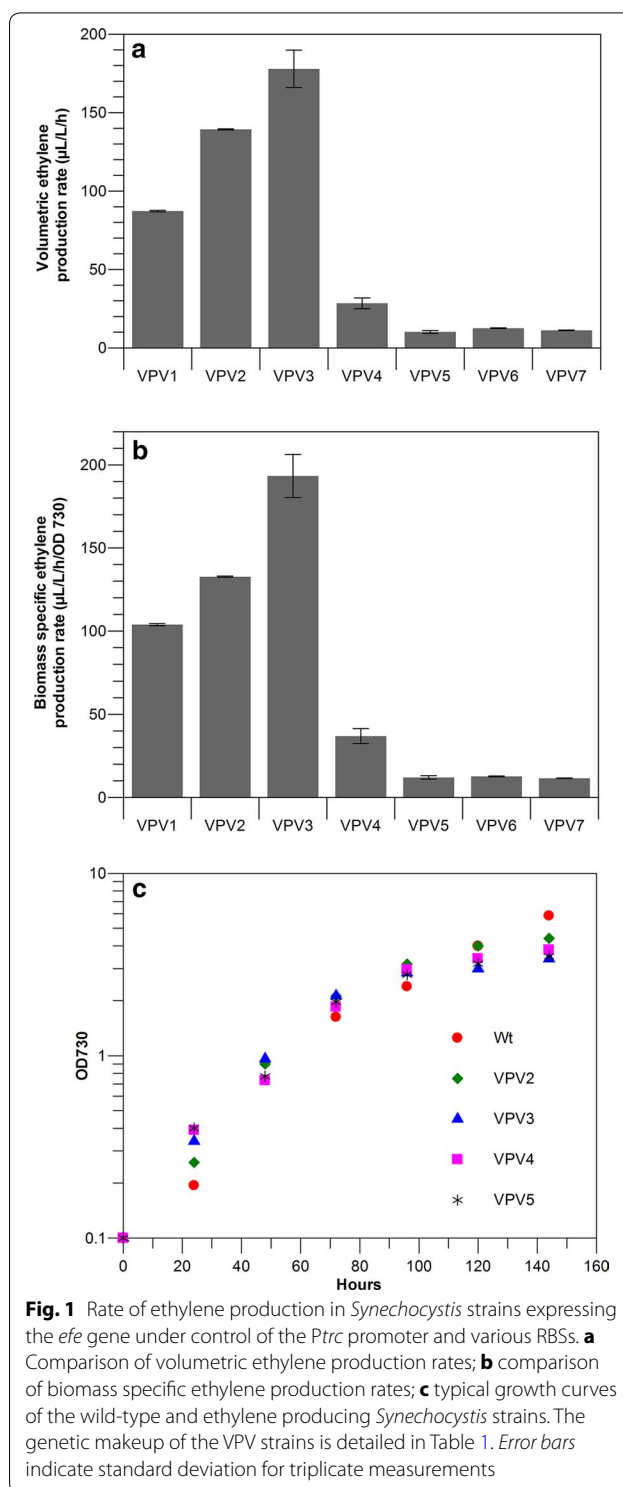 a
200
150
100
50
0
Volumetric ethylene
production rate (µL/L/h)
VPV1 VPV2 VPV3 VPV4 VPV5 VPV6 VPV7
b
200
150
100
50
0
Biomass specific ethylene
production rate (µL/L/h/OD 730)
VPV1 VPV2 VPV3 VPV4 VPV5 VPV6 VPV7
c
10
1
0.1
OD730
Wt
VPV2
VPV3
VPV4
VPV5
0 20 40 60 80 100 120 140 160
Hours
Fig. 1 Rate of ethylene production in Synechocystis strains expressing
the efe gene under control of the Ptrc promoter and various RBSs. a
Comparison of volumetric ethylene production rates; b comparison
of biomass specific ethylene production rates; c typical growth curves
of the wild-type and ethylene producing Synechocystis strains. The
genetic makeup of the VPV strains is detailed in Table 1. Error bars
indicate standard deviation for triplicate measurements